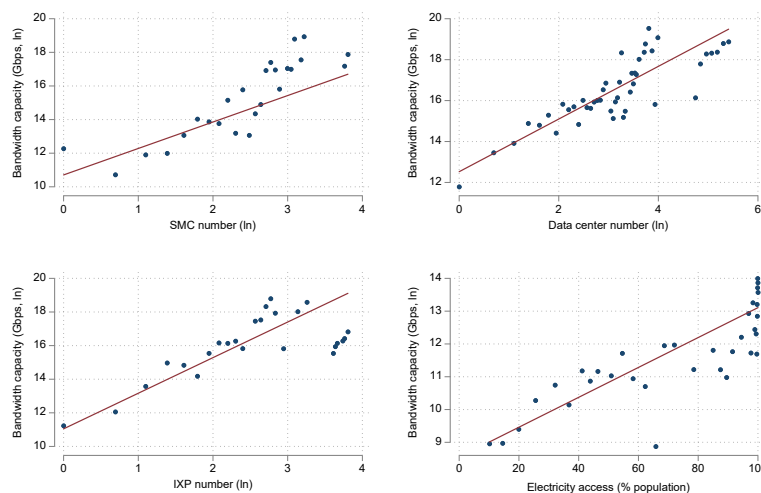 Bandwidth capacity (Gbps, ln)
20
18
16
14
12
10
0 1 2 3 4
SMC number (ln)
Bandwidth capacity (Gbps, ln)
20
18
16
14
12
0 2 4 6
Data center number (ln)
Bandwidth capacity (Gbps, ln)
20
18
16
14
12
10
0 1 2 3 4
IXP number (ln)
Bandwidth capacity (Gbps, ln)
14
13
12
11
10
9
0 20 40 60 80 10
Electricity access (% population)